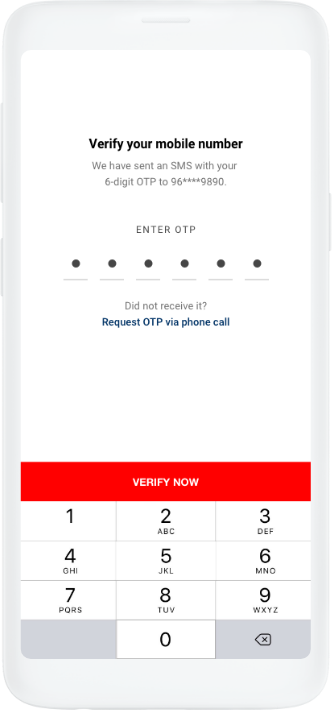 Verify your mobile number
We have sent an SMS with your
6-digit OTP to 96****9890.
ENTER OTP
Did not receive it?
Request OTP via phone call
VERIFY NOW
1 2 3
ABC DEF
4 5 6
GHI JKL MNO
7 8 9
PQRS TUV WXYZ
0